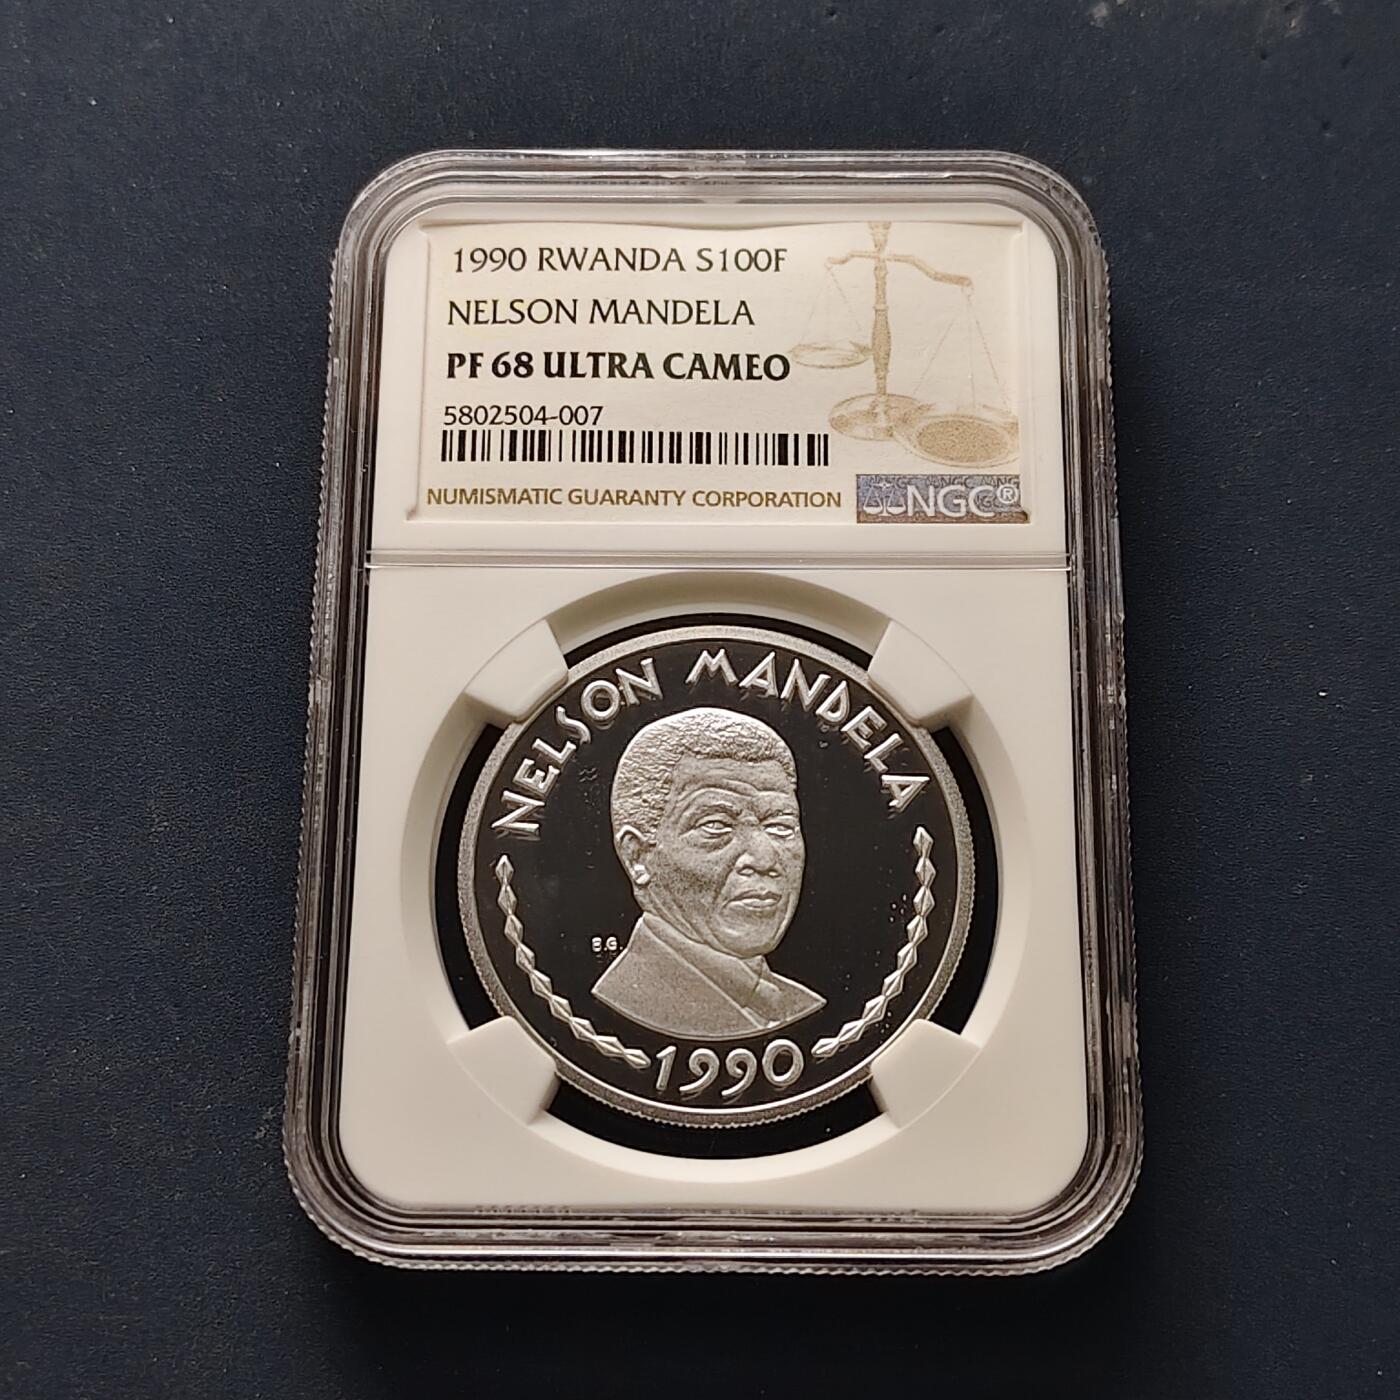 1990 RWANDA S100F
NELSON MANDELA
PF 68 ULTRA CAMEO
5802504-007
NUMISMATIC GUARANTY CORPORATION
NGC®
NELSON MANDELA
B.G.
1990